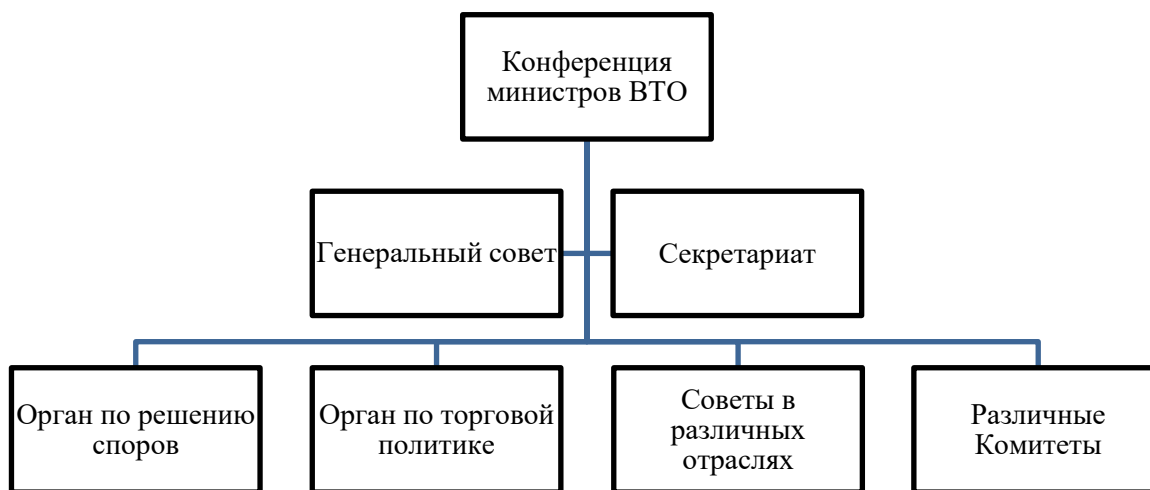 Конференция
министров ВТО
Генеральный совет
Секретариат
Орган по решению
споров
Орган по торговой
политике
Советы в
различных
отраслях
Различные
Комитеты